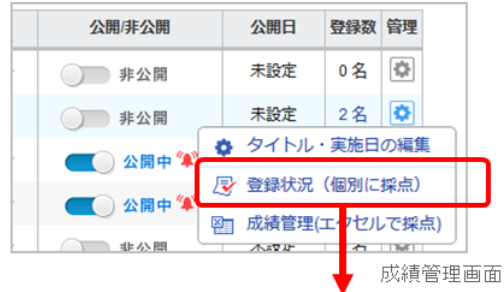 公開/非公開 公開日 登録数 管理
非公開 未設定 0 名
非公開 未設定 2 名
タイトル・実施日の編集
公開中
登録状況（個別に採点）
公開中
成績管理(エクセルで採点)
非公開
成績管理画面